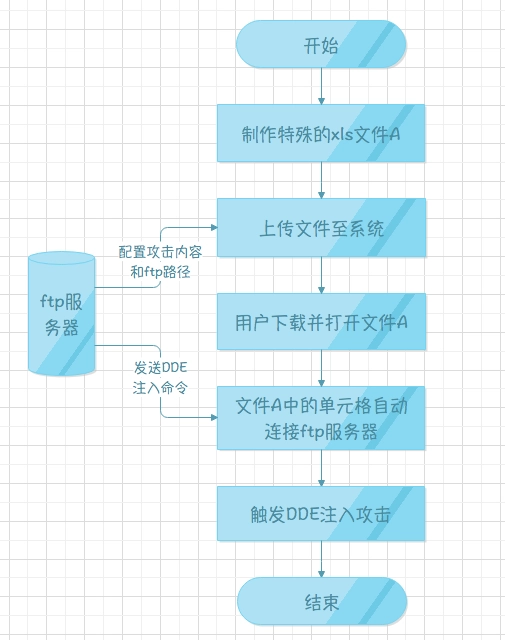 开始
制作特殊的xls文件A
上传文件至系统
配置攻击内容
和ftp路径
ftp服
务器
用户下载并打开文件A
发送DDE
注入命令
文件A中的单元格自动
连接ftp服务器
触发DDE注入攻击
结束